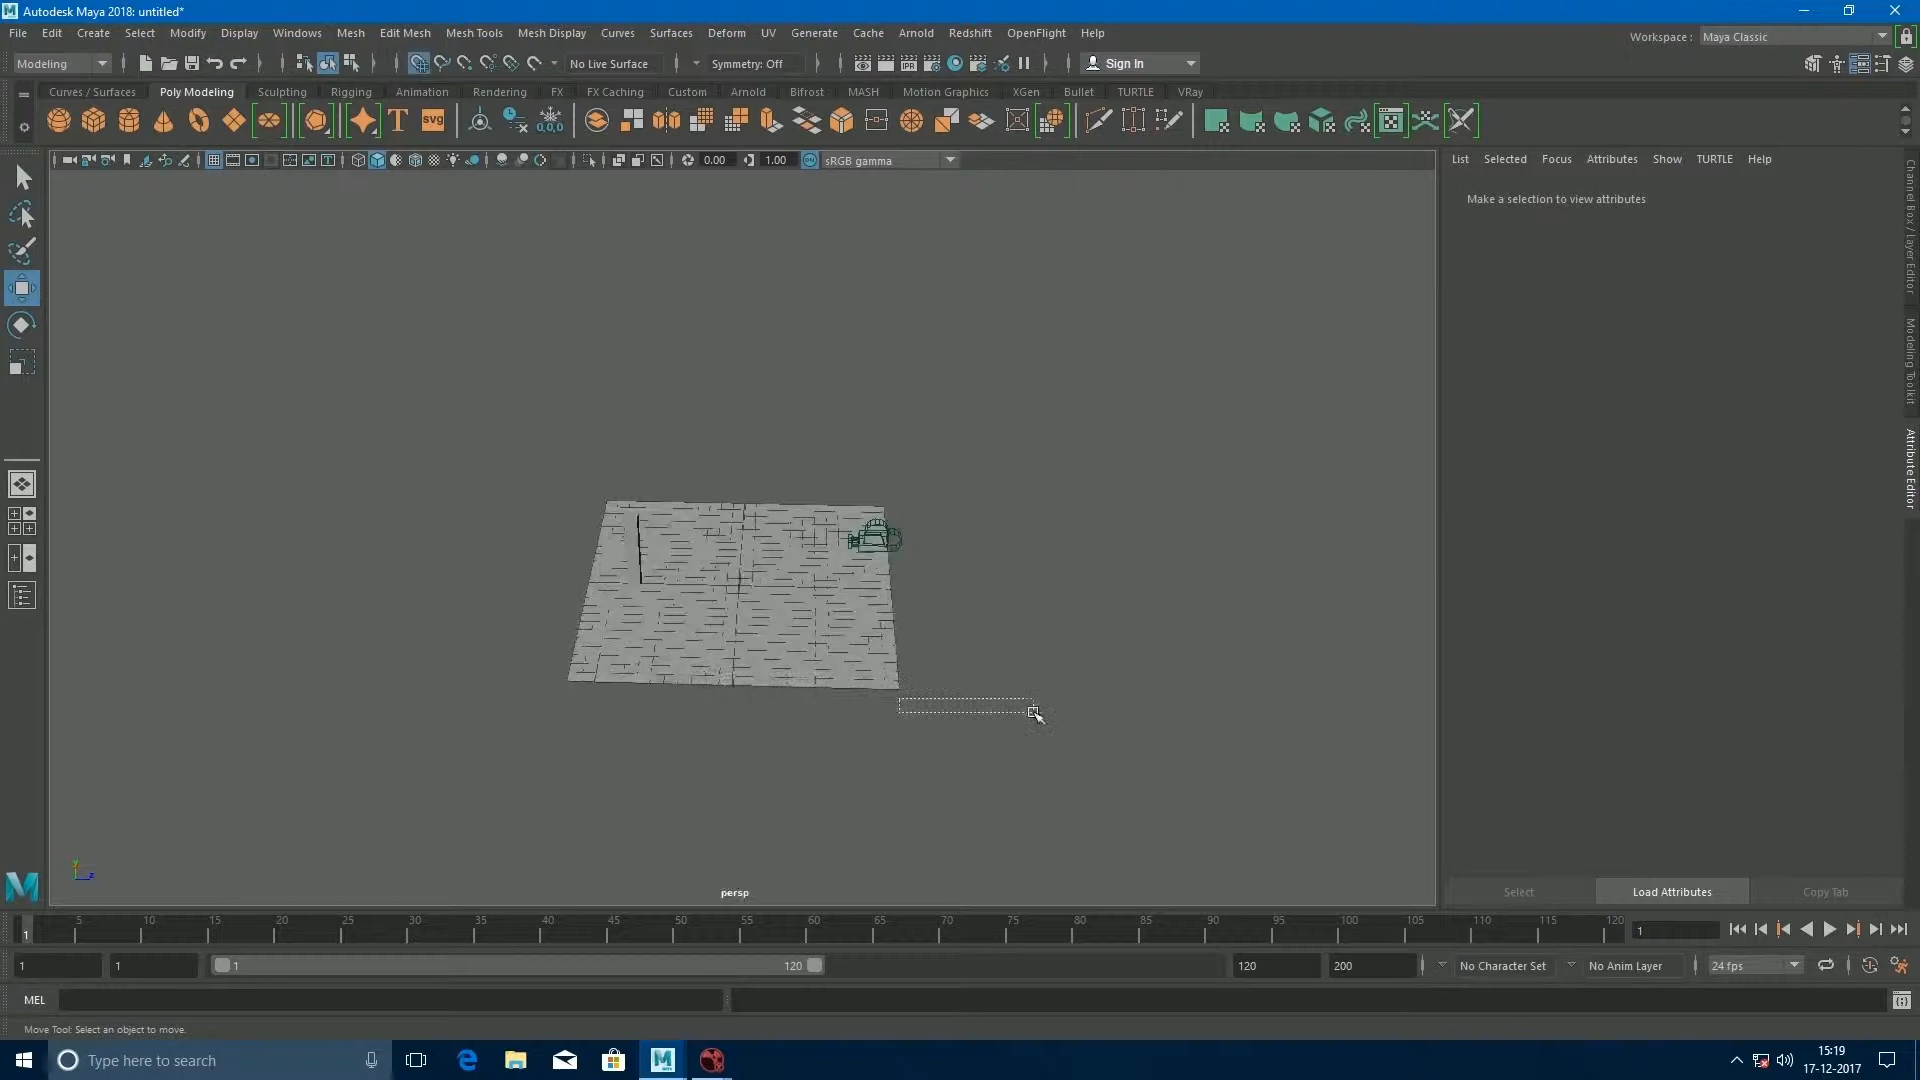 Autodesk Maya 2018: untitled*
File Edit Create Select Modify Display Windows Mesh Edit Mesh Mesh Tools Mesh Display Curves Surfaces Deform UV Generate Cache Arnold Redshift OpenFlight Help
Workspace : Maya Classic
Modeling No Live Surface Symmetry: Off Sign In
Curves / Surfaces Poly Modeling Sculpting Rigging Animation Rendering FX FX Caching Custom Arnold Bifrost MASH Motion Graphics XGen Bullet TURTLE VRay
T svg 0,0,0
0.00 1.00 ON sRGB gamma
List Selected Focus Attributes Show TURTLE Help
Make a selection to view attributes
Channel Box / Layer Editor
Modeling Toolkit
Attribute Editor
y
z
persp
Select Load Attributes Copy Tab
5 10 15 20 25 30 35 40 45 50 55 60 65 70 75 80 85 90 95 100 105 110 115 120
1 1
1 1 1 120 120 200 No Character Set No Anim Layer 24 fps
MEL
Move Tool: Select an object to move.
Type here to search
15:19
17-12-2017